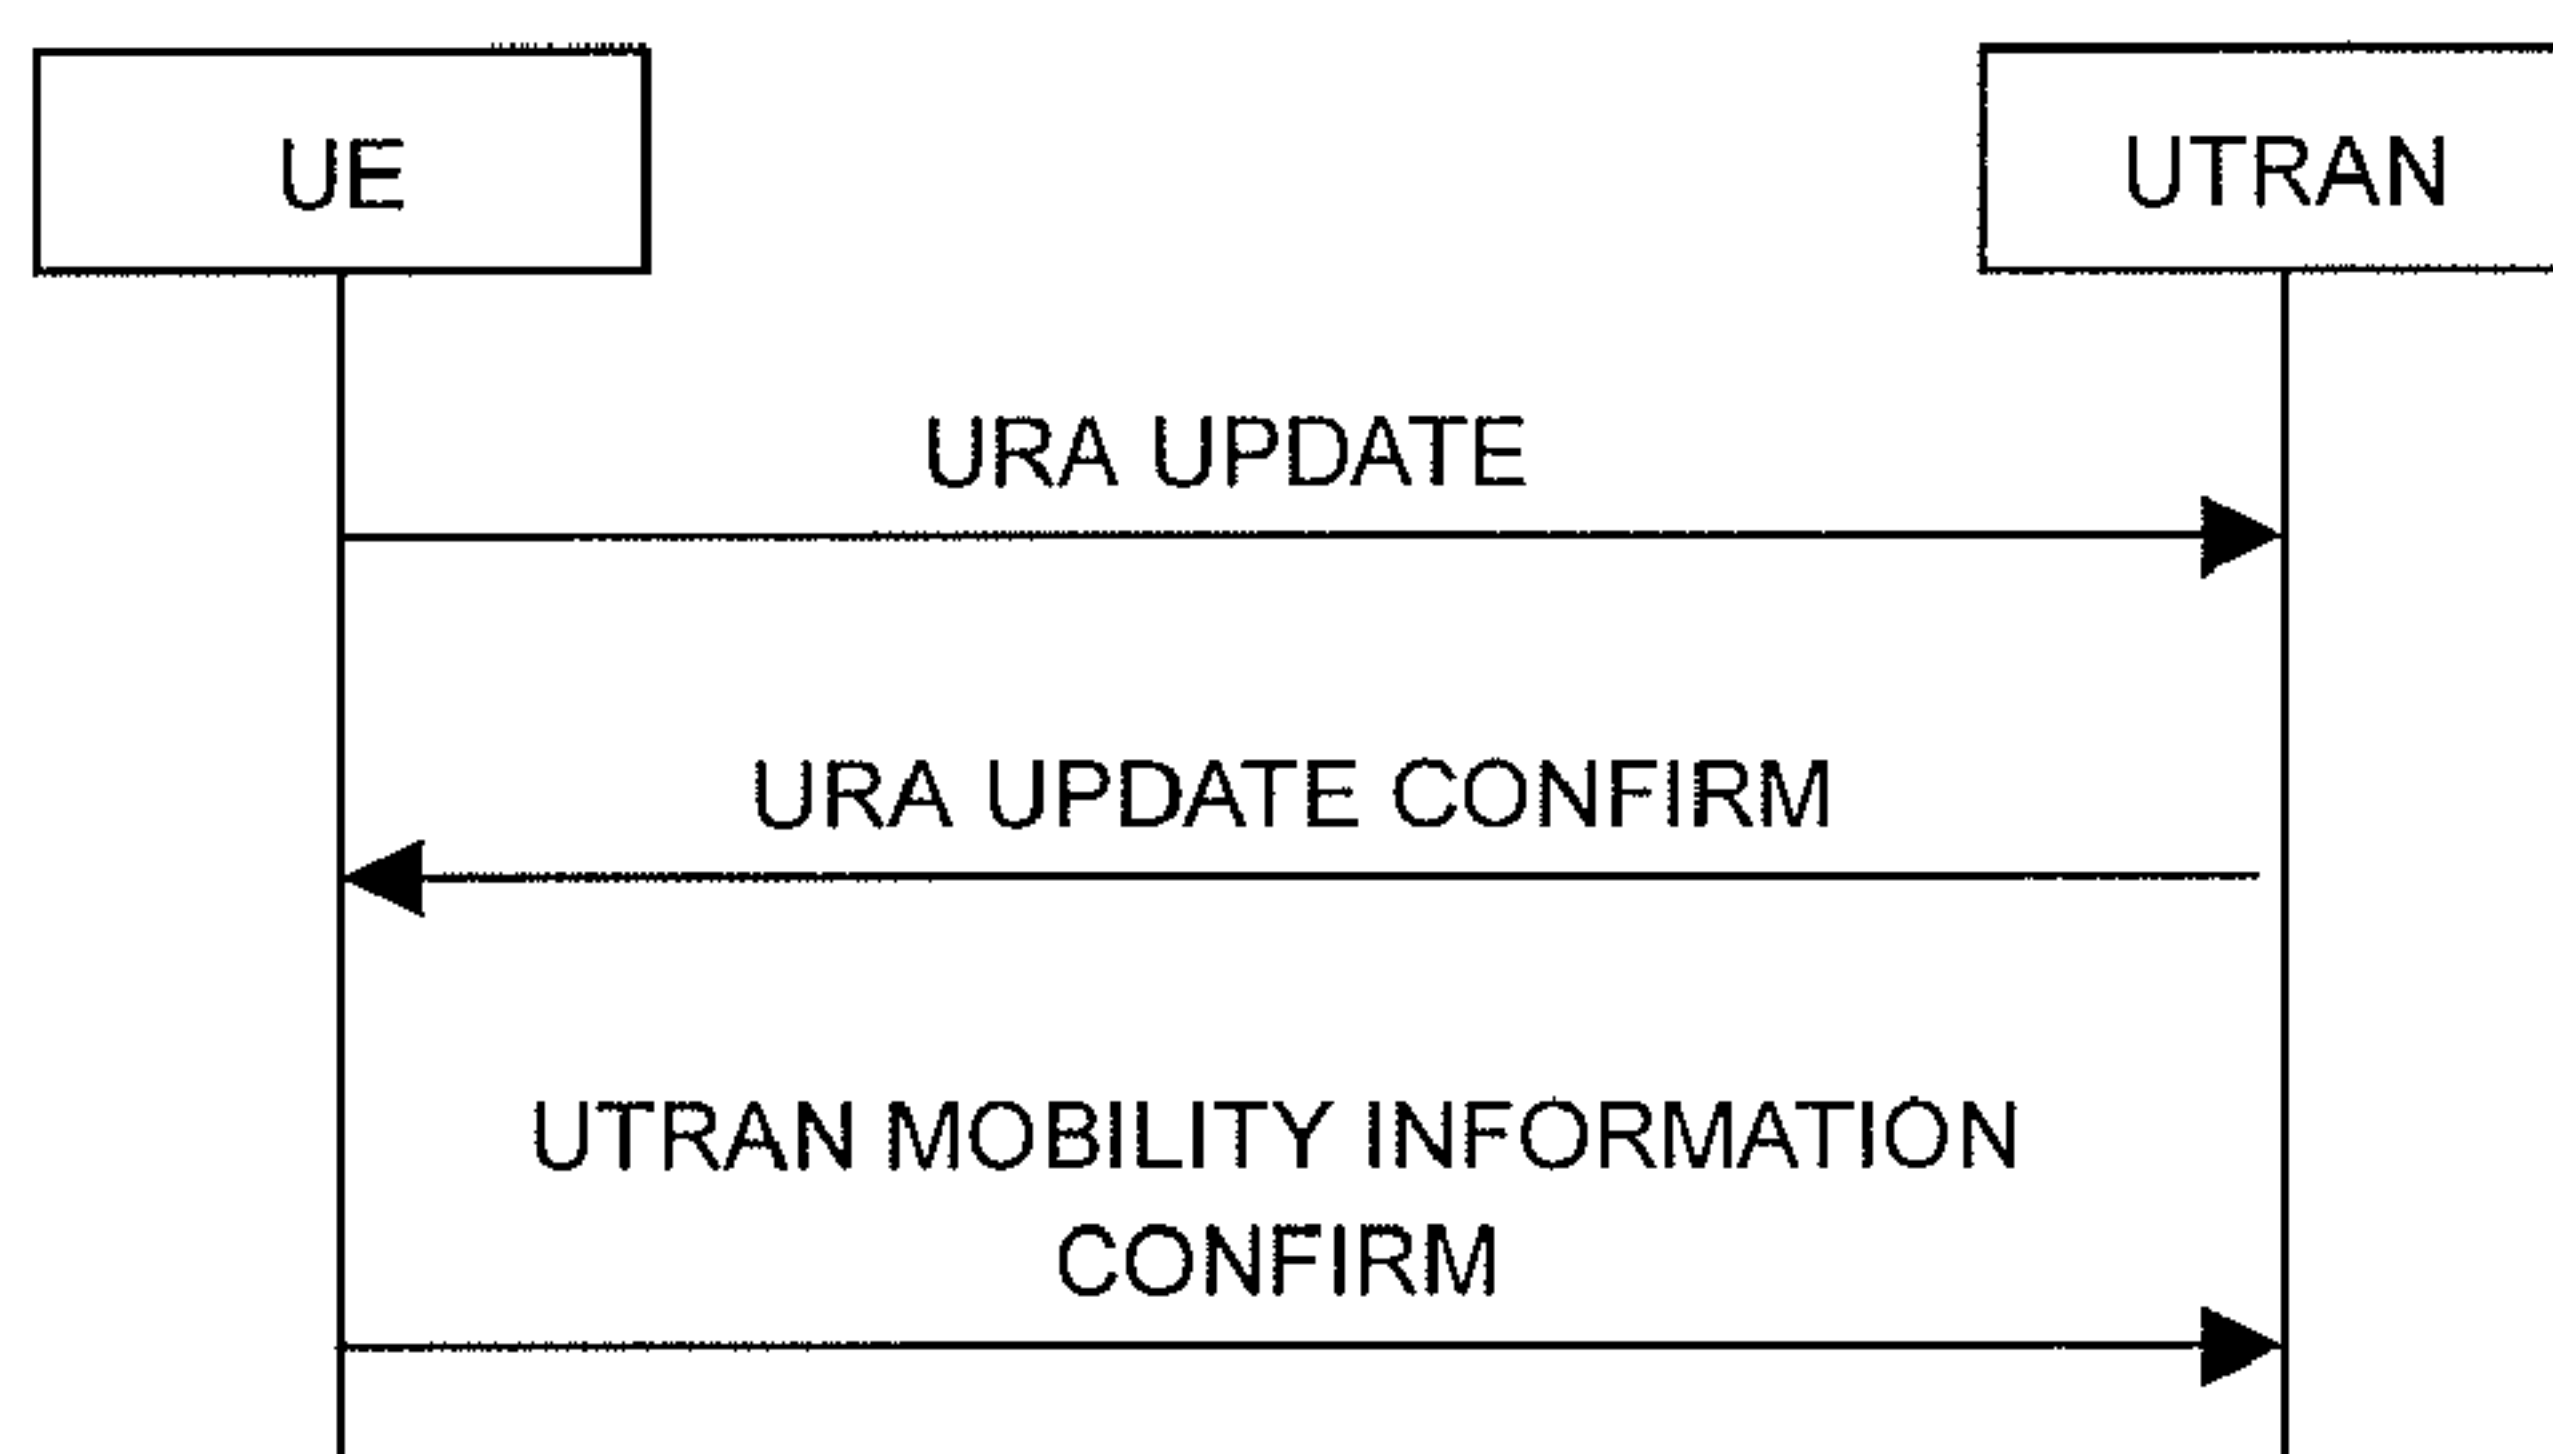 UE
UTRAN
URA UPDATE
URA UPDATE CONFIRM
UTRAN MOBILITY INFORMATION
CONFIRM